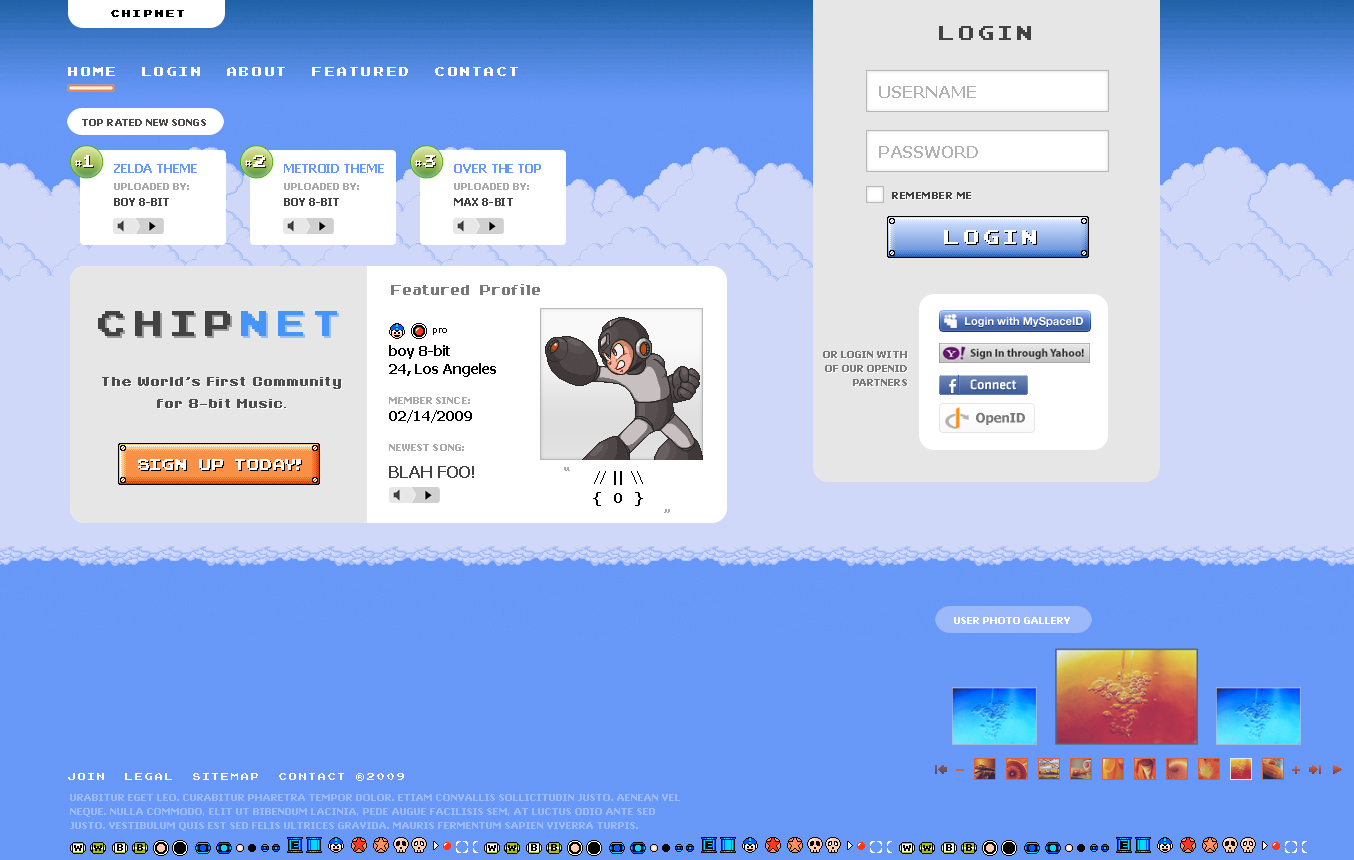 CHIPNET
HOME LOGIN ABOUT FEATURED CONTACT
TOP RATED NEW SONGS
#1
ZELDA THEME
UPLOADED BY:
BOY 8-BIT
#2
METROID THEME
UPLOADED BY:
BOY 8-BIT
#3
OVER THE TOP
UPLOADED BY:
MAX 8-BIT
CHIPNET
The World's First Community
for 8-bit Music.
SIGN UP TODAY!
Featured Profile
pro
boy 8-bit
24, Los Angeles
MEMBER SINCE:
02/14/2009
NEWEST SONG:
BLAH FOO!
"
// || \\
{ O }
"
LOGIN
USERNAME
PASSWORD
REMEMBER ME
LOGIN
OR LOGIN WITH
OF OUR OPENID
PARTNERS
Login with MySpaceID
Y! Sign In through Yahoo!
f Connect
OpenID
USER PHOTO GALLERY
JOIN LEGAL SITEMAP CONTACT ©2009
URABITUR EGET LEO. CURABITUR PHARETRA TEMPOR DOLOR. ETIAM CONVALLIS SOLLICITUDIN JUSTO. AENEAN VEL
NEQUE. NULLA COMMODO, ELIT UT BIBENDUM LACINIA, PEDE AUGUE FACILISIS SEM, AT LUCTUS ODIO ANTE SED
JUSTO. VESTIBULUM QUIS EST SED FELIS ULTRICES GRAVIDA. MAURIS FERMENTUM SAPIEN VIVERRA TURPIS.
W W B B E W W B B E W W B B E